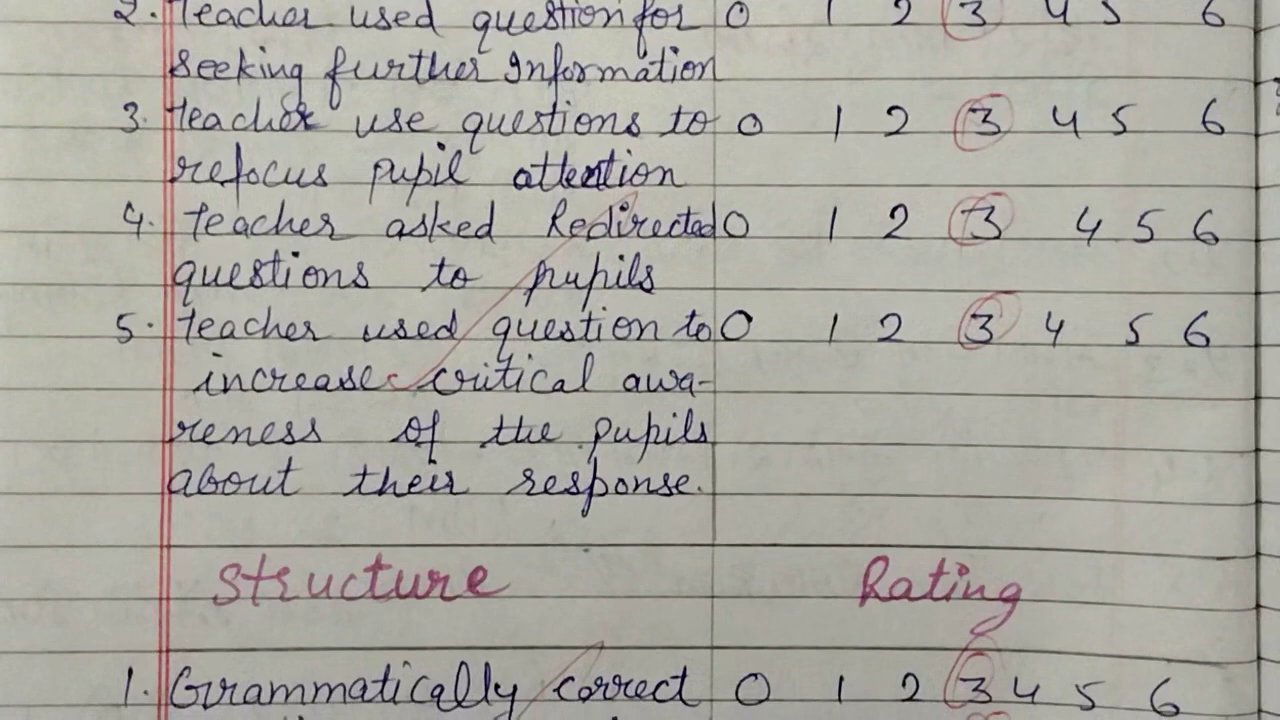 2. Teacher used question for 0 1 2 3 4 5 6
seeking further Information
3. teacher use questions to 0 1 2 3 4 5 6
refocus pupil attention
4. teacher asked Redirected 0 1 2 3 4 5 6
questions to pupils
5. teacher used question to 0 1 2 3 4 5 6
increase critical awa-
reness of the pupils
about their response.
Structure Rating
1. Grammatically correct 0 1 2 3 4 5 6